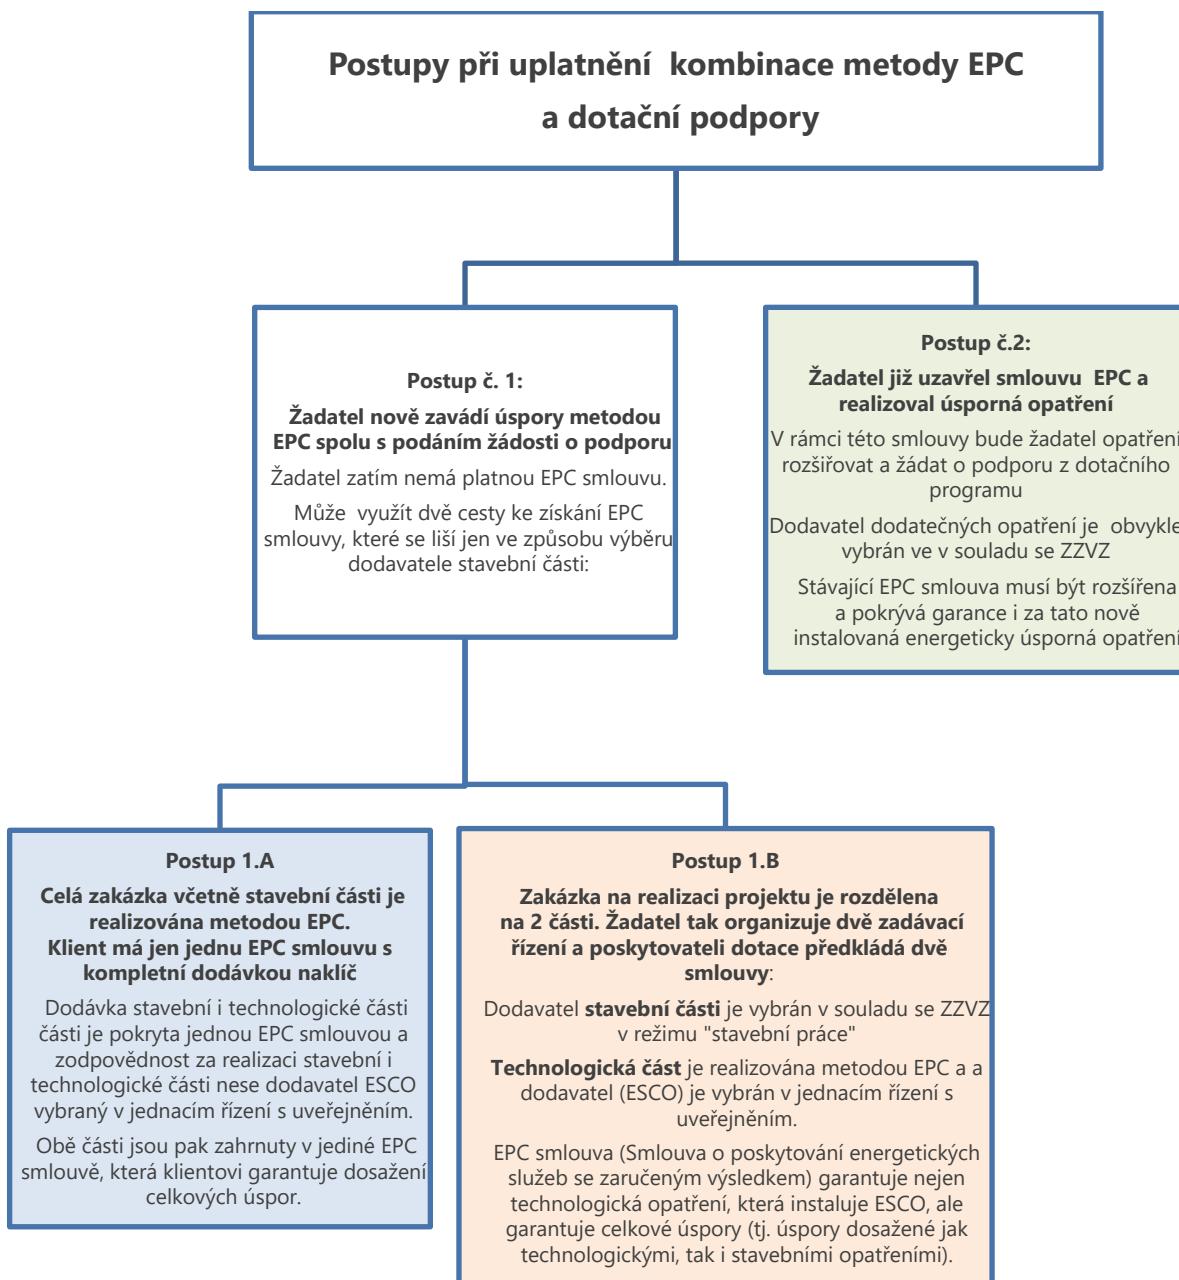 Postupy při uplatnění kombinace metody EPC
a dotační podpory
Postup č. 1:
Žadatel nově zavádí úspory metodou
EPC spolu s podáním žádosti o podporu
Žadatel zatím nemá platnou EPC smlouvu.
Může využít dvě cesty ke získání EPC
smlouvy, které se liší jen ve způsobu výběru
dodavatele stavební části:
Postup č.2:
Žadatel již uzavřel smlouvu EPC a
realizoval úsporná opatření
V rámci této smlouvy bude žadatel opatření
rozšiřovat a žádat o podporu z dotačního
programu
Dodavatel dodatečných opatření je obvykle
vybrán ve v souladu se ZZVZ
Stávající EPC smlouva musí být rozšířena
a pokrývá garance i za tato nově
instalovaná energeticky úsporná opatření
Postup 1.A
Celá zakázka včetně stavební části je
realizována metodou EPC.
Klient má jen jednu EPC smlouvu s
kompletní dodávkou naklíč
Dodávka stavební i technologické části
části je pokryta jednou EPC smlouvou a
zodpovědnost za realizaci stavební i
technologické části nese dodavatel ESCO
vybraný v jednacím řízení s uveřejněním.
Obě části jsou pak zahrnuty v jediné EPC
smlouvě, která klientovi garantuje dosažení
celkových úspor.
Postup 1.B
Zakázka na realizaci projektu je rozdělena
na 2 části. Žadatel tak organizuje dvě zadávací
řízení a poskytovateli dotace předkládá dvě
smlouvy:
Dodavatel stavební části je vybrán v souladu se ZZVZ
v režimu "stavební práce"
Technologická část je realizována metodou EPC a a
dodavatel (ESCO) je vybrán v jednacím řízení s
uveřejněním.
EPC smlouva (Smlouva o poskytování energetických
služeb se zaručeným výsledkem) garantuje nejen
technologická opatření, která instaluje ESCO, ale
garantuje celkové úspory (tj. úspory dosažené jak
technologickými, tak i stavebními opatřeními).